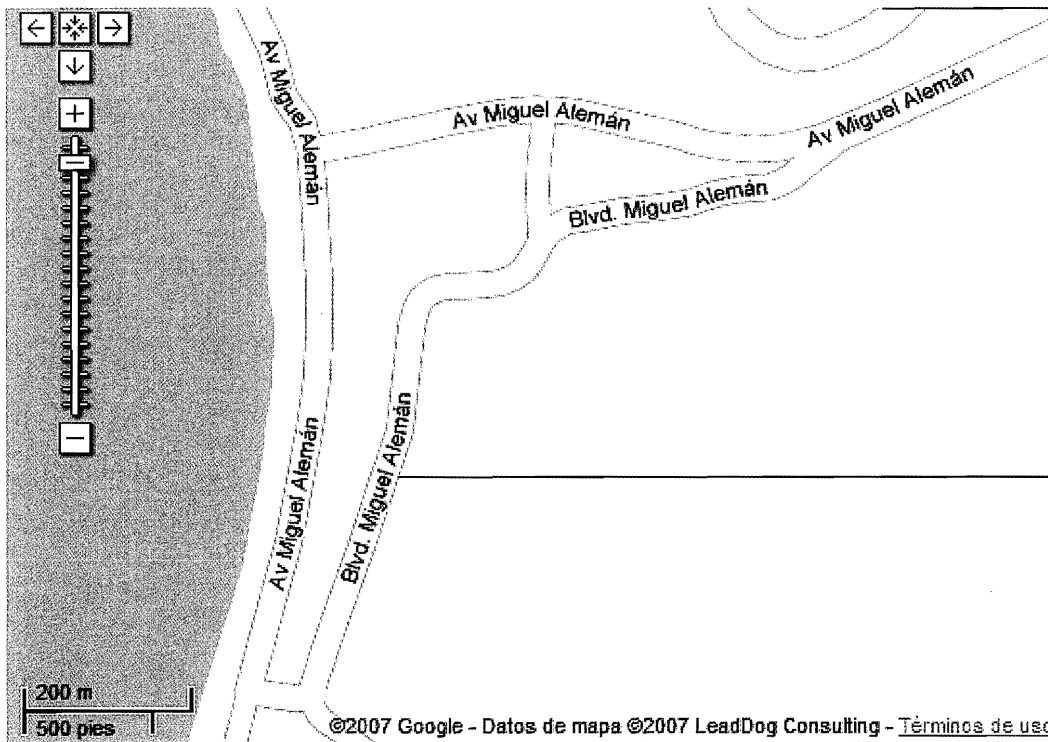 Av Miguel Alemán
Av Miguel Alemán
Av Miguel Alemán
Blvd. Miguel Alemán
Av Miguel Alemán
Blvd. Miguel Alemán
200 m
500 pies
©2007 Google - Datos de mapa ©2007 LeadDog Consulting - Términos de uso